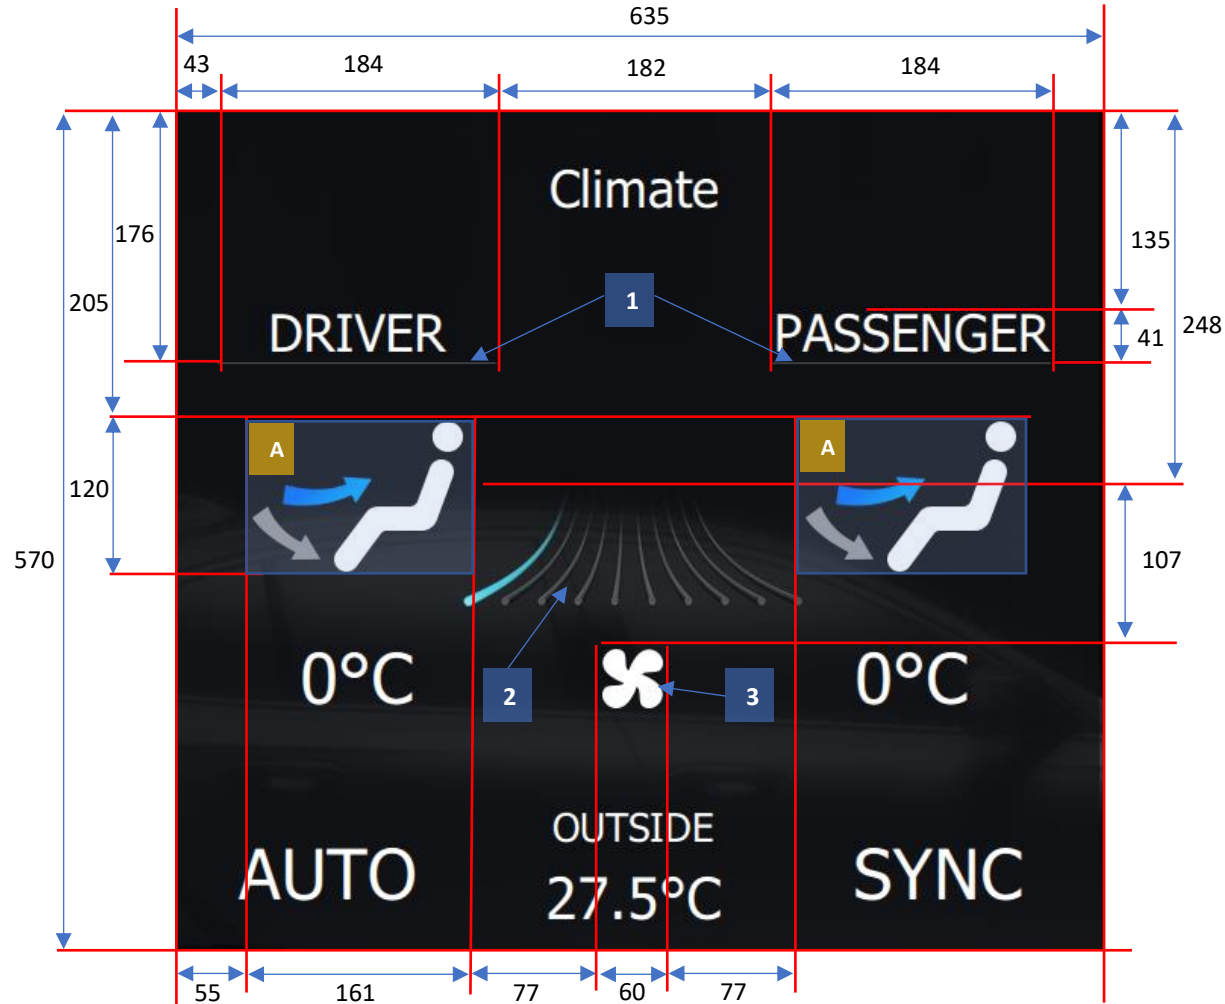 635
43 184 182 184
Climate
176 135
205 1 248
DRIVER PASSENGER 41
A A
120
570 107
0°C 0°C
2 3
OUTSIDE
AUTO SYNC
27.5°C
55 161 77 60 77